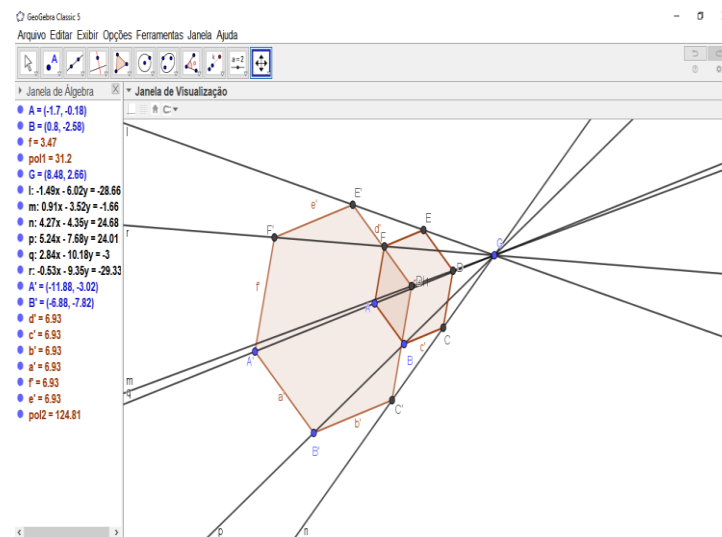 GeoGebra Classic 5
Arquivo Editar Exibir Opções Ferramentas Janela Ajuda
A
a=2
Janela de Álgebra
Janela de Visualização
A = (-1.7, -0.18)
B = (0.8, -2.58)
f = 3.47
pol1 = 31.2
G = (8.48, 2.66)
l: -1.49x - 6.02y = -28.66
m: 0.91x - 3.52y = -1.66
n: 4.27x - 4.35y = 24.68
p: 5.24x - 7.68y = 24.01
q: 2.84x - 10.18y = -3
r: -0.53x - 9.35y = -29.33
A' = (-11.88, -3.02)
B' = (-6.88, -7.82)
d' = 6.93
c' = 6.93
b' = 6.93
a' = 6.93
f' = 6.93
e' = 6.93
pol2 = 124.81
l
E'
e'
E
r
F'
d'
F
G
D
f'
A
C
B
c'
A'
m
q
a'
C'
b'
B'
p
n